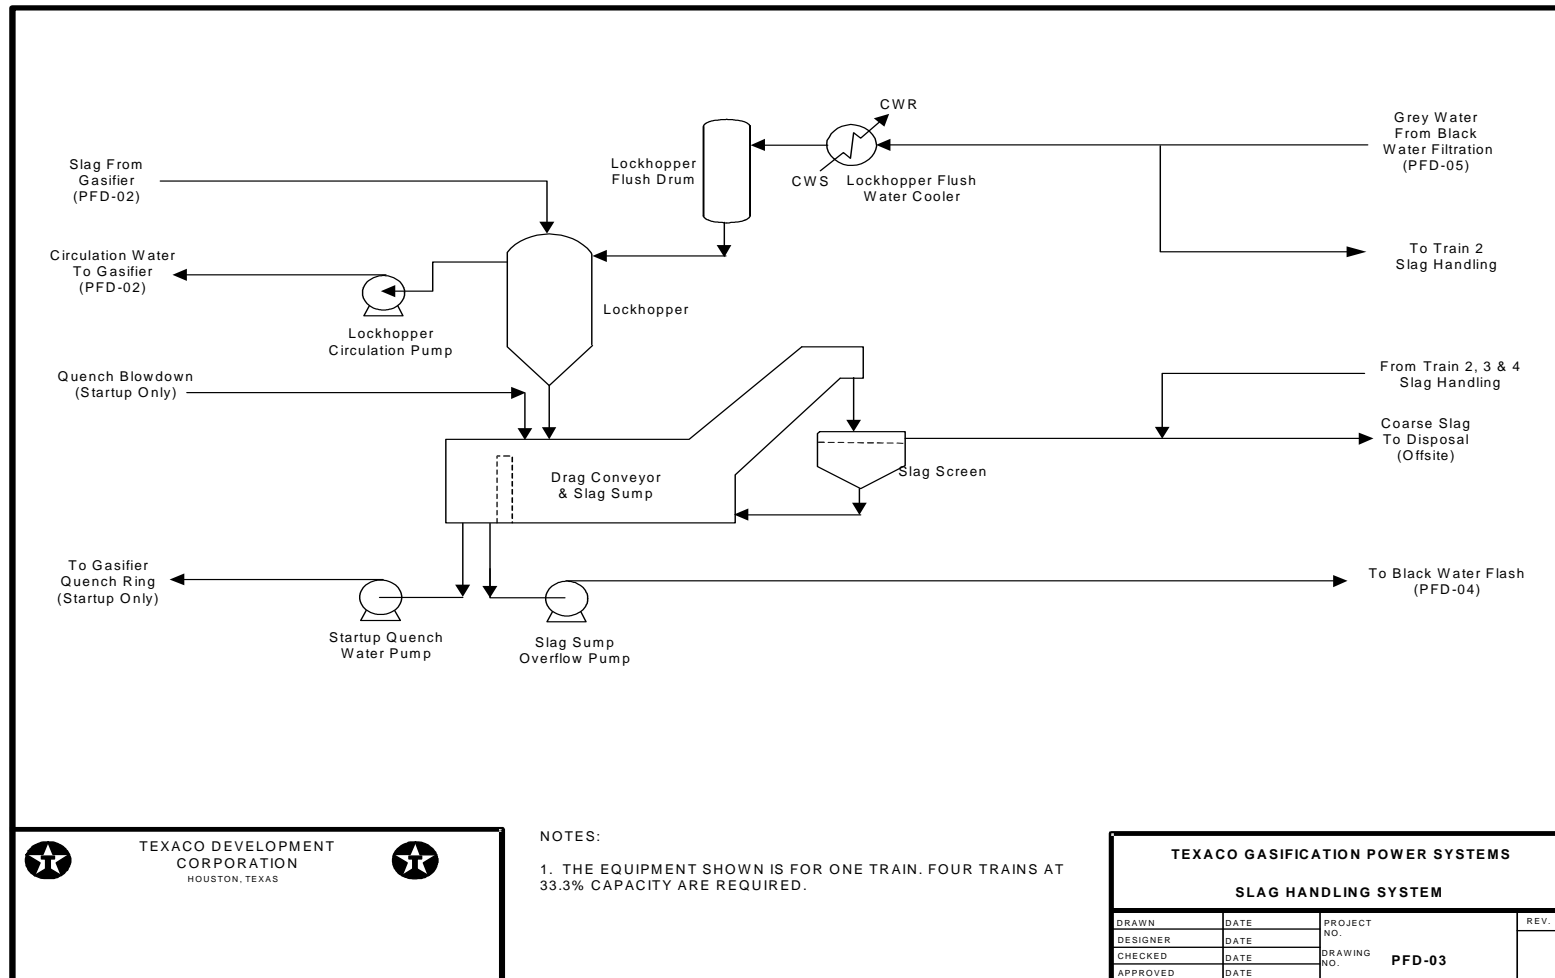 CWR
Grey Water
From Black
Water Filtration
(PFD-05)
Slag From
Gasifier
(PFD-02)
Lockhopper
Flush Drum
CWS
Lockhopper Flush
Water Cooler
Circulation Water
To Gasifier
(PFD-02)
To Train 2
Slag Handling
Lockhopper
Lockhopper
Circulation Pump
Quench Blowdown
(Startup Only)
From Train 2, 3 & 4
Slag Handling
Coarse Slag
To Disposal
(Offsite)
Drag Conveyor
& Slag Sump
Slag Screen
To Gasifier
Quench Ring
(Startup Only)
To Black Water Flash
(PFD-04)
Startup Quench
Water Pump
Slag Sump
Overflow Pump
T
TEXACO DEVELOPMENT
CORPORATION
HOUSTON, TEXAS
T
NOTES:
1. THE EQUIPMENT SHOWN IS FOR ONE TRAIN. FOUR TRAINS AT
33.3% CAPACITY ARE REQUIRED.
TEXACO GASIFICATION POWER SYSTEMS
SLAG HANDLING SYSTEM
DRAWN DATE
DESIGNER DATE
CHECKED DATE
APPROVED DATE
PROJECT
NO.
DRAWING
NO. PFD-03
REV.